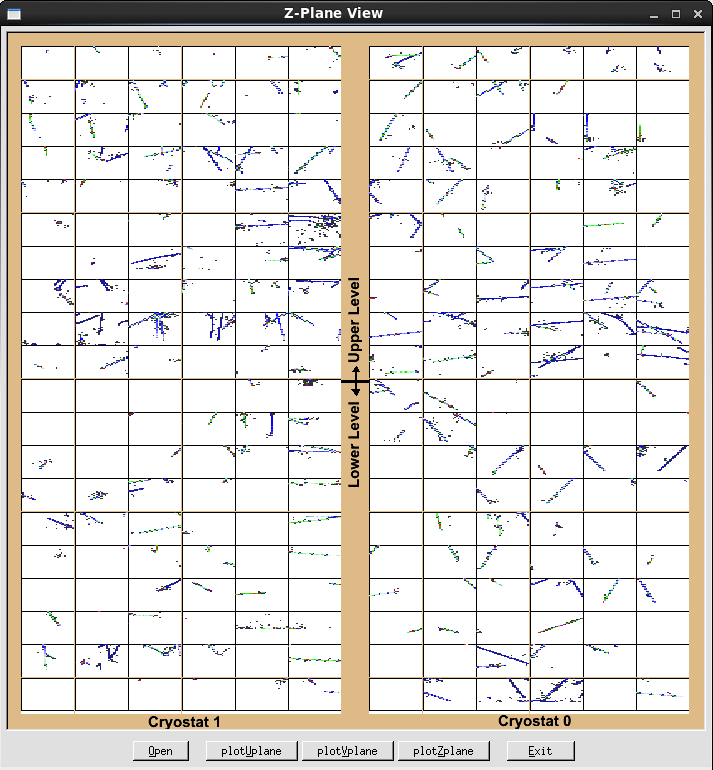 Z-Plane View
Upper Level
Lower Level
Cryostat 1
Cryostat 0
Open
plotUplane
plotVplane
plotZplane
Exit